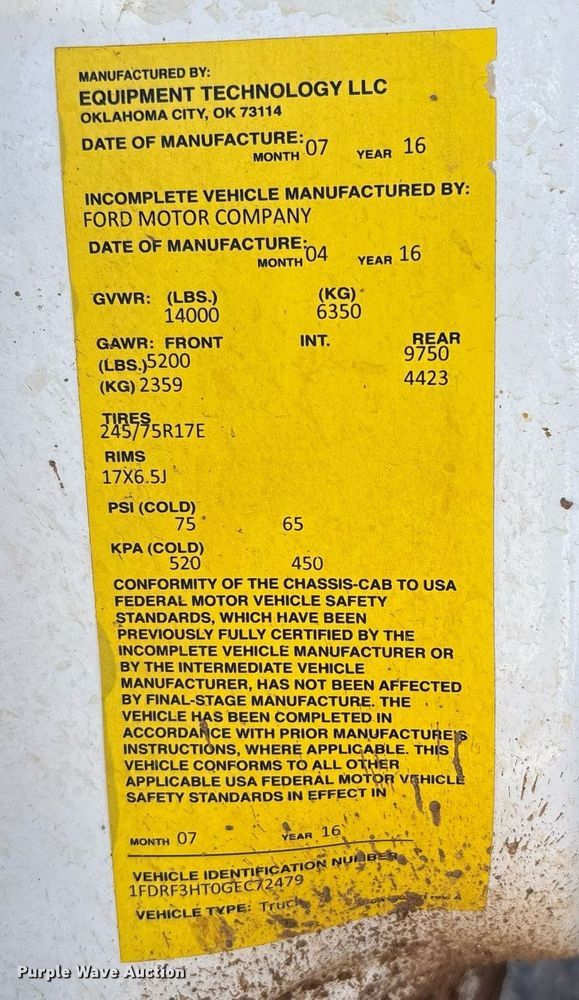 MANUFACTURED BY:
EQUIPMENT TECHNOLOGY LLC
OKLAHOMA CITY, OK 73114
DATE OF MANUFACTURE:
MONTH 07 YEAR 16
INCOMPLETE VEHICLE MANUFACTURED BY:
FORD MOTOR COMPANY
DATE OF MANUFACTURE:
MONTH 04 YEAR 16
GVWR: (LBS.) (KG)
14000 6350
GAWR: FRONT INT. REAR
(LBS.) 5200 9750
(KG) 2359 4423
TIRES
245/75R17E
RIMS
17X6.5J
PSI (COLD)
75 65
KPA (COLD)
520 450
CONFORMITY OF THE CHASSIS-CAB TO USA
FEDERAL MOTOR VEHICLE SAFETY
STANDARDS, WHICH HAVE BEEN
PREVIOUSLY FULLY CERTIFIED BY THE
INCOMPLETE VEHICLE MANUFACTURER OR
BY THE INTERMEDIATE VEHICLE
MANUFACTURER, HAS NOT BEEN AFFECTED
BY FINAL-STAGE MANUFACTURE. THE
VEHICLE HAS BEEN COMPLETED IN
ACCORDANCE WITH PRIOR MANUFACTURERS
INSTRUCTIONS, WHERE APPLICABLE. THIS
VEHICLE CONFORMS TO ALL OTHER
APPLICABLE USA FEDERAL MOTOR VEHICLE
SAFETY STANDARDS IN EFFECT IN
MONTH 07 YEAR 16
VEHICLE IDENTIFICATION NUMBER
1FDRF3HT0GEC72479
VEHICLE TYPE: Truck
Purple Wave Auction